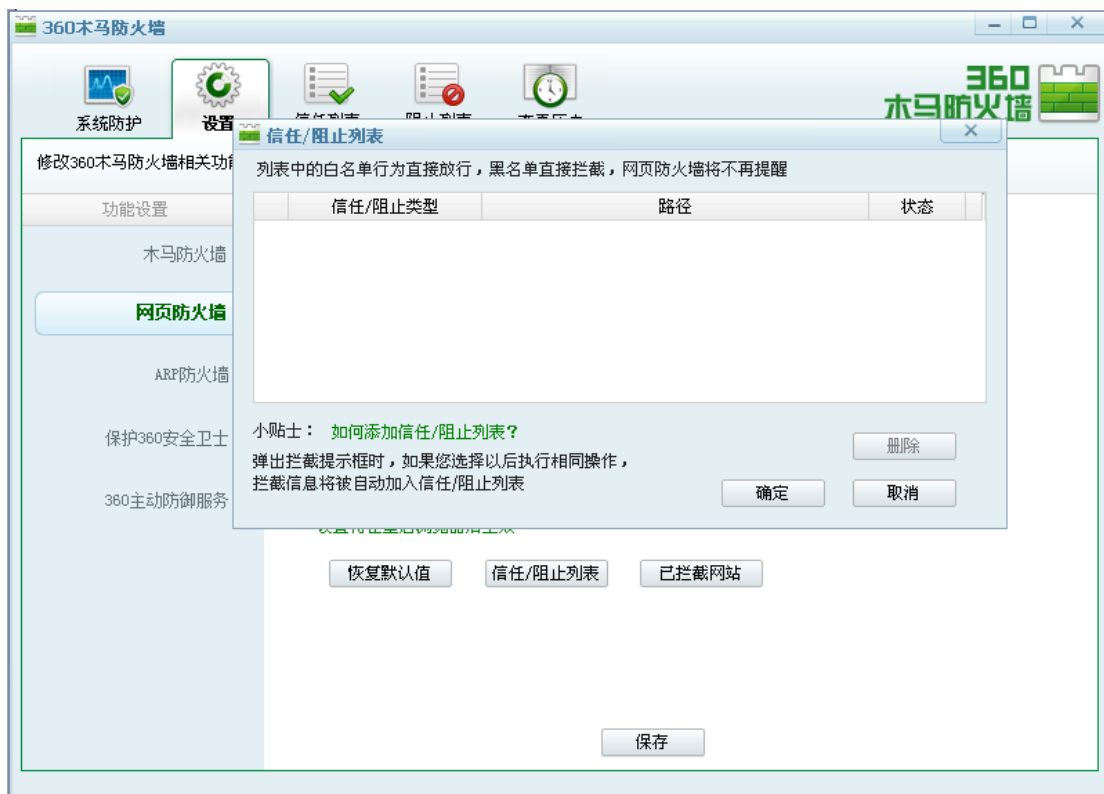 360木马防火墙
系统防护
设置
360
木马防火墙
信任/阻止列表
修改360木马防火墙相关功
列表中的白名单行为直接放行，黑名单直接拦截，网页防火墙将不再提醒
功能设置
信任/阻止类型
路径
状态
木马防火墙
网页防火墙
ARP防火墙
保护360安全卫士
360主动防御服务
小贴士： 如何添加信任/阻止列表?
弹出拦截提示框时，如果您选择以后执行相同操作，
拦截信息将被自动加入信任/阻止列表
删除
确定
取消
恢复默认值
信任/阻止列表
已拦截网站
保存